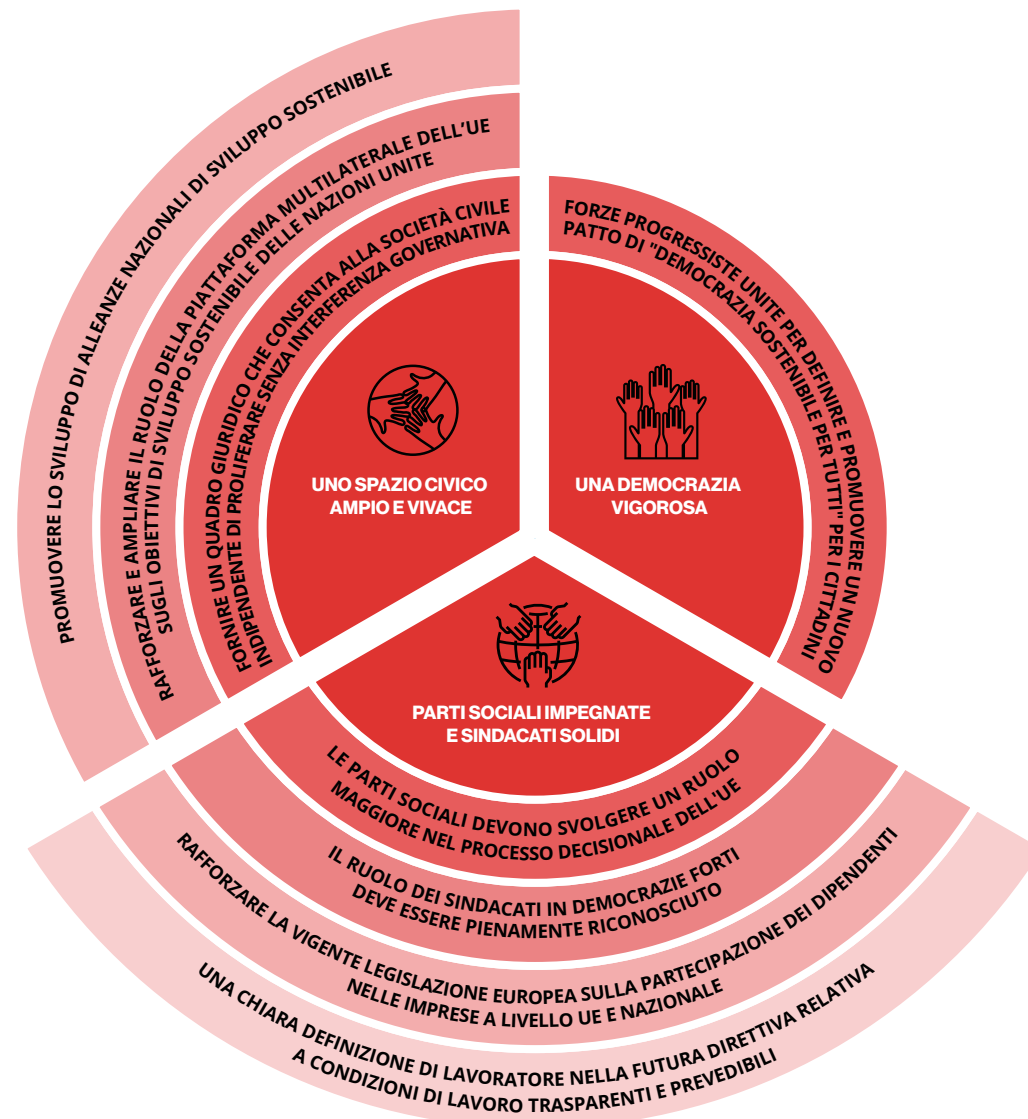 PROMUOVERE LO SVILUPPO DI ALLEANZE NAZIONALI DI SVILUPPO SOSTENIBILE
RAFFORZARE E AMPLIARE IL RUOLO DELLA PIATTAFORMA MULTILATERALE DELL'UE
SUGLI OBIETTIVI DI SVILUPPO SOSTENIBILE DELLE NAZIONI UNITE
FORNIRE UN QUADRO GIURIDICO CHE CONSENTA ALLA SOCIETÀ CIVILE
INDIPENDENTE DI PROLIFERARE SENZA INTERFERENZA GOVERNATIVA
UNO SPAZIO CIVICO
AMPIO E VIVACE
FORZE PROGRESSISTE UNITE PER DEFINIRE E PROMUOVERE UN NUOVO
PATTO DI "DEMOCRAZIA SOSTENIBILE PER TUTTI" PER I CITTADINI
UNA DEMOCRAZIA
VIGOROSA
PARTI SOCIALI IMPEGNATE
E SINDACATI SOLIDI
LE PARTI SOCIALI DEVONO SVOLGERE UN RUOLO
MAGGIORE NEL PROCESSO DECISIONALE DELL'UE
IL RUOLO DEI SINDACATI IN DEMOCRAZIE FORTI
DEVE ESSERE PIENAMENTE RICONOSCIUTO
RAFFORZARE LA VIGENTE LEGISLAZIONE EUROPEA SULLA PARTECIPAZIONE DEI DIPENDENTI
NELLE IMPRESE A LIVELLO UE E NAZIONALE
UNA CHIARA DEFINIZIONE DI LAVORATORE NELLA FUTURA DIRETTIVA RELATIVA
A CONDIZIONI DI LAVORO TRASPARENTI E PREVEDIBILI